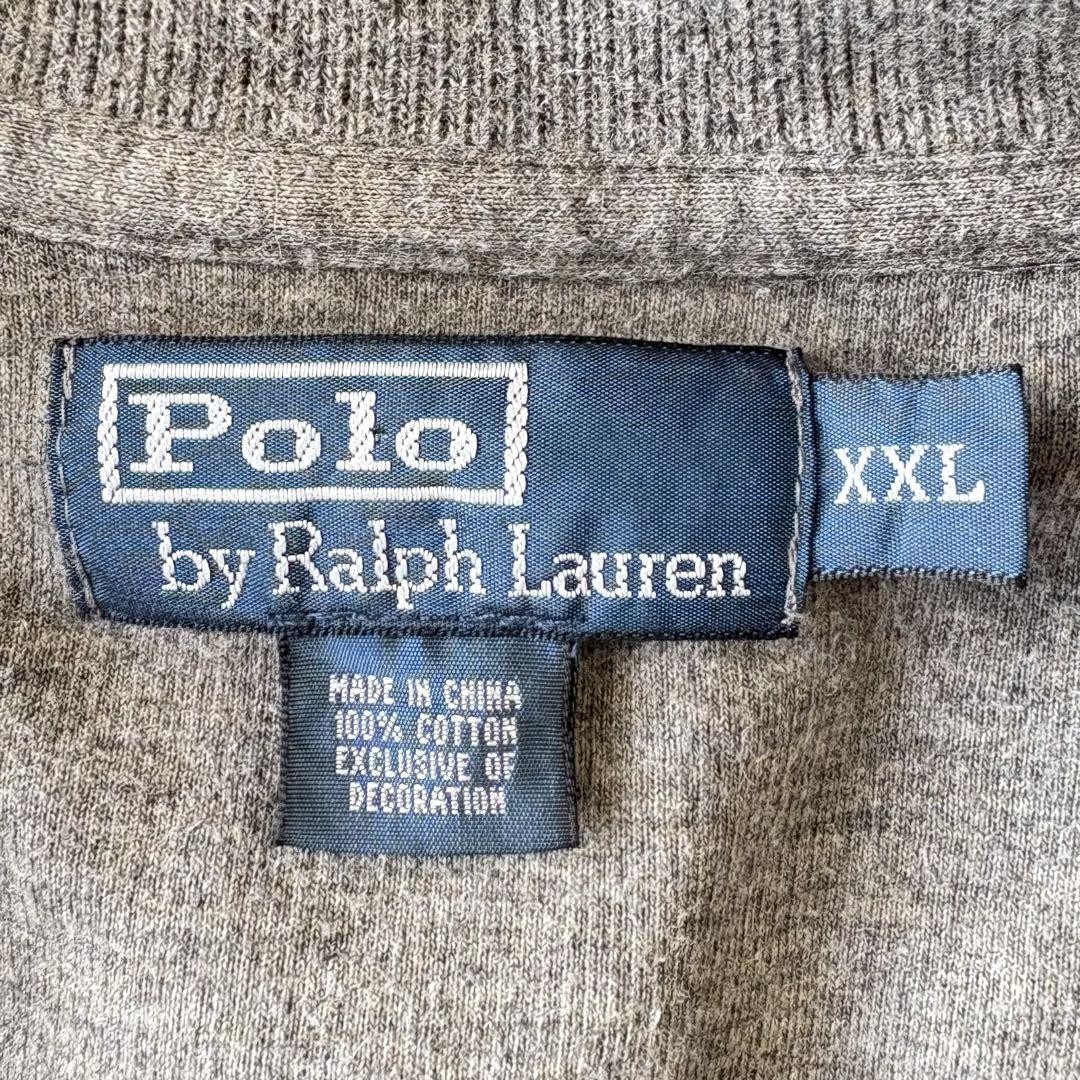 Polo
by Ralph Lauren
XXL
MADE IN CHINA
100% COTTON
EXCLUSIVE OF
DECORATION